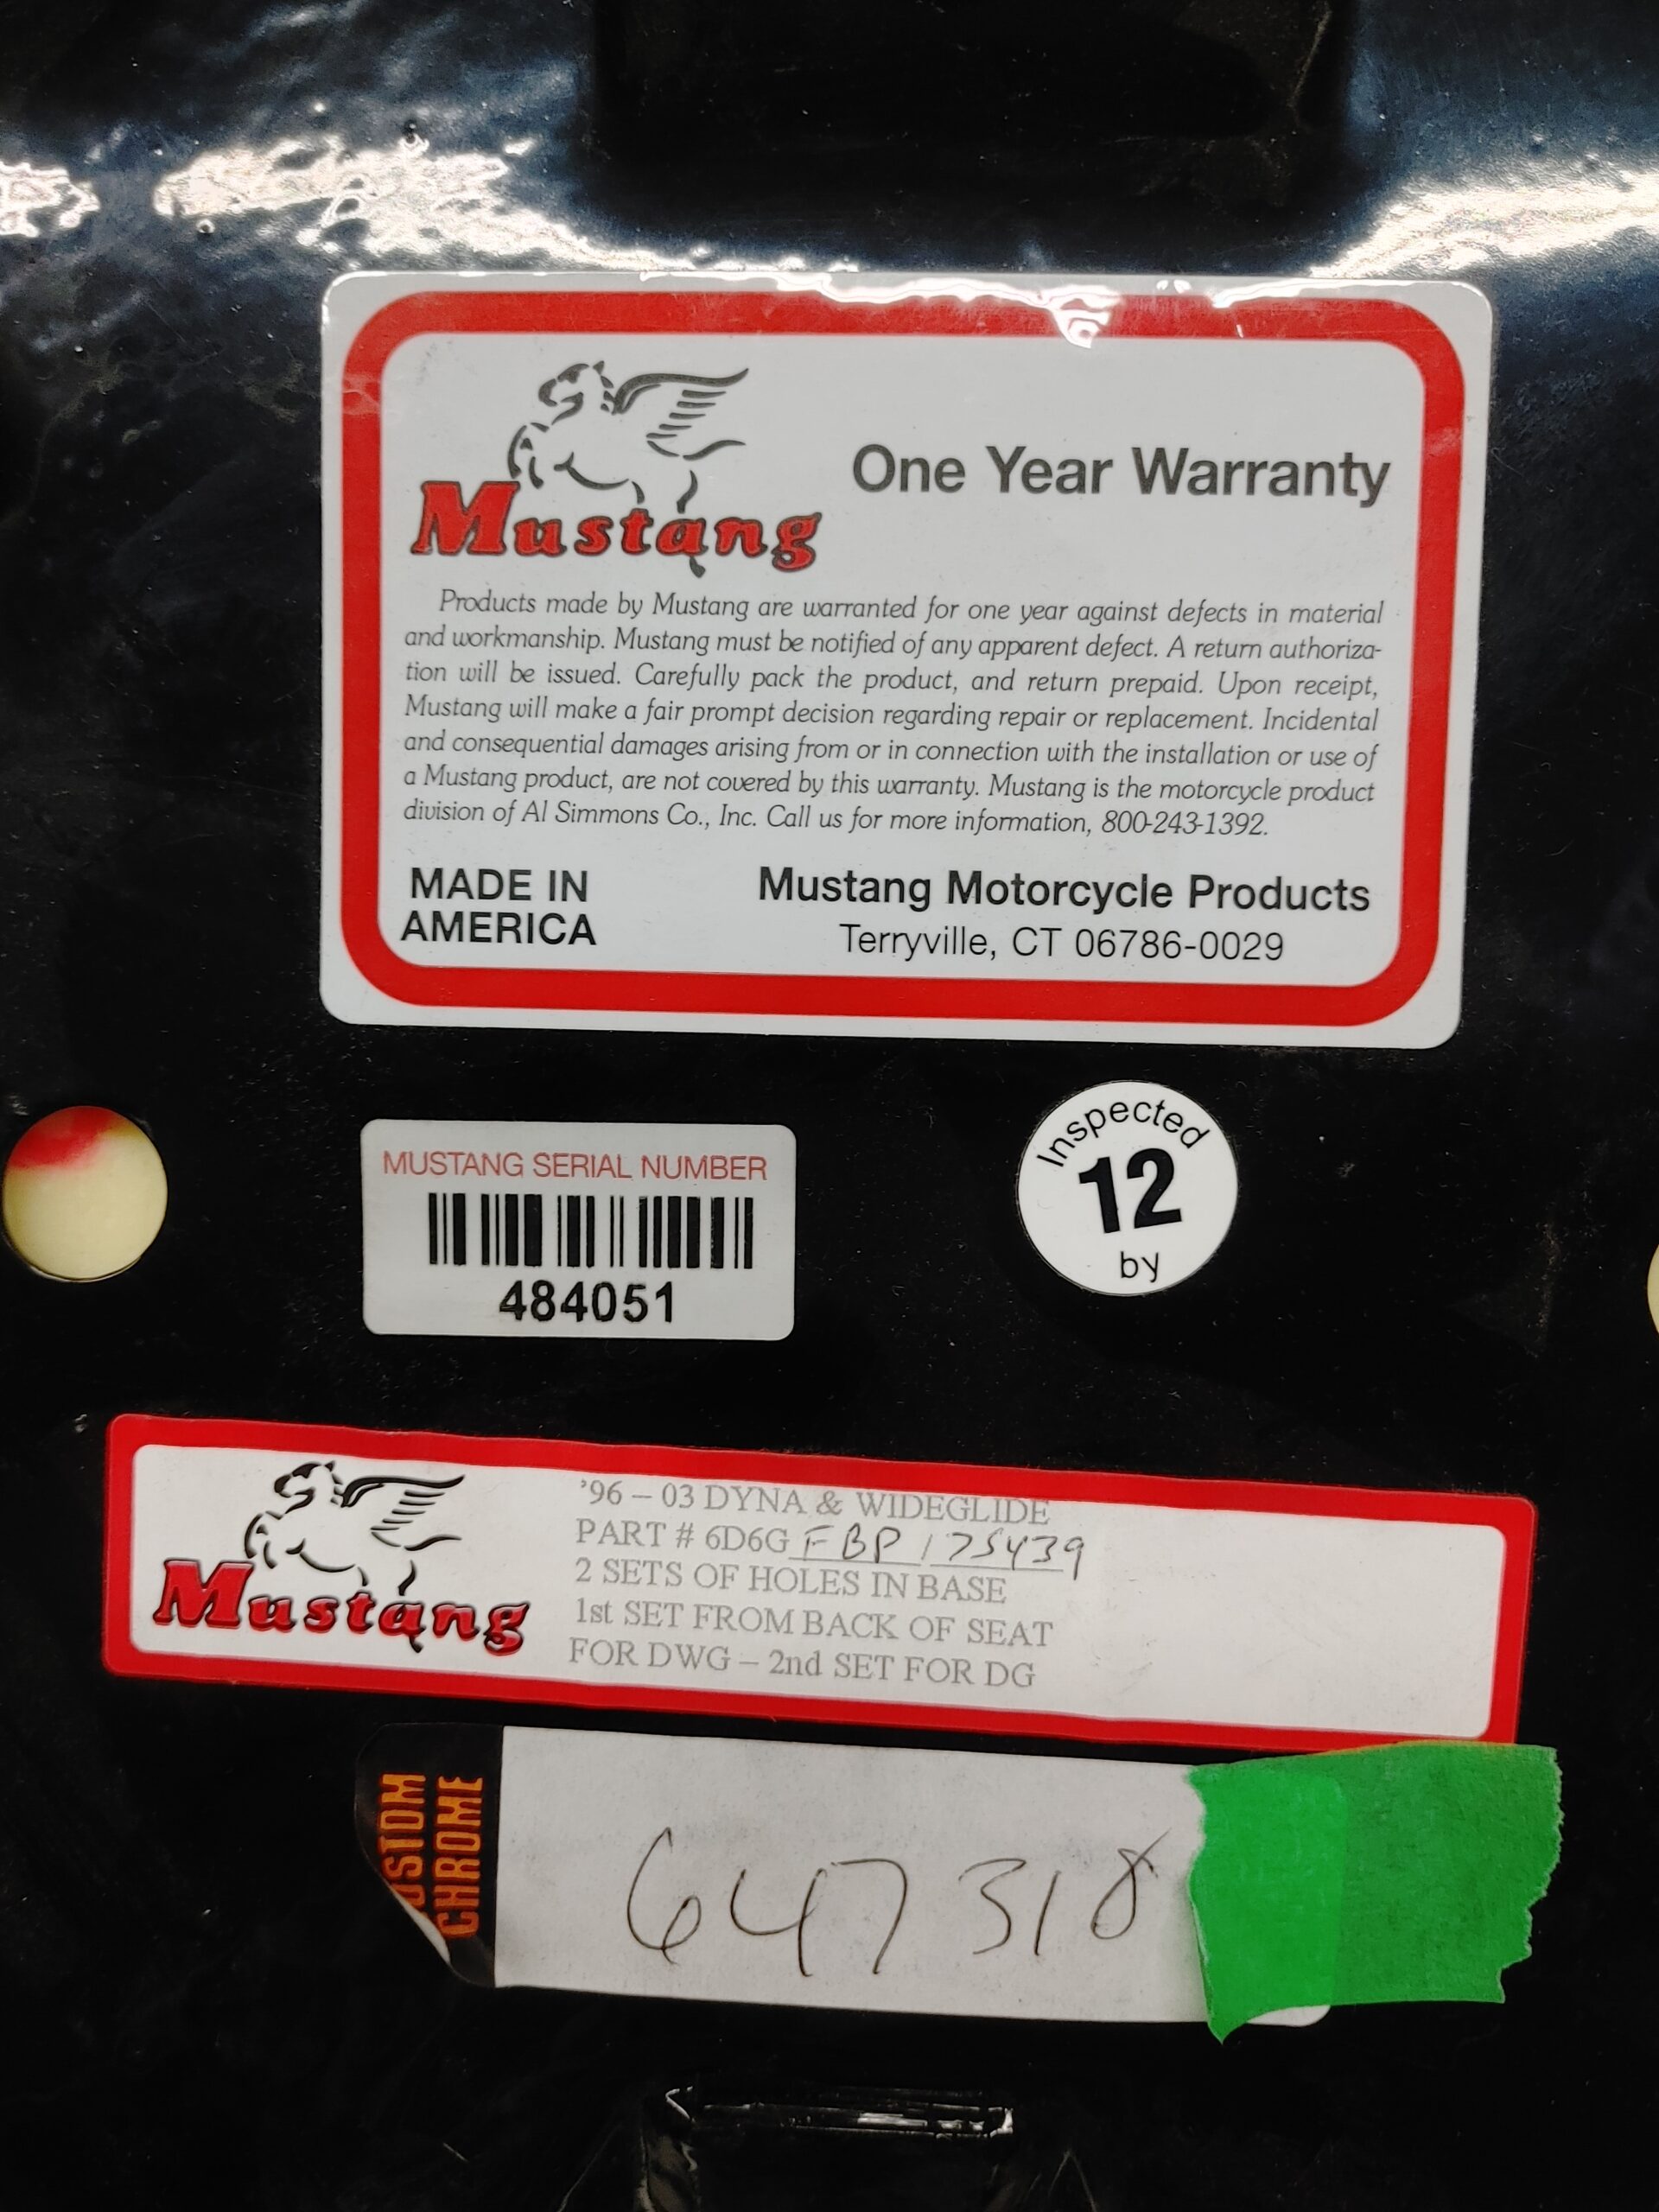 Mustang
One Year Warranty
Products made by Mustang are warranted for one year against defects in material
and workmanship. Mustang must be notified of any apparent defect. A return authoriza-
tion will be issued. Carefully pack the product, and return prepaid. Upon receipt,
Mustang will make a fair prompt decision regarding repair or replacement. Incidental
and consequential damages arising from or in connection with the installation or use of
a Mustang product, are not covered by this warranty. Mustang is the motorcycle product
division of Al Simmons Co., Inc. Call us for more information, 800-243-1392.
MADE IN
AMERICA
Mustang Motorcycle Products
Terryville, CT 06786-0029
MUSTANG SERIAL NUMBER
484051
Inspected
12
by
Mustang
'96 – 03 DYNA & WIDEGLIDE
PART # 6D6G FBP 175439
2 SETS OF HOLES IN BASE
1st SET FROM BACK OF SEAT
FOR DWG – 2nd SET FOR DG
USTOM
CHROME
647318